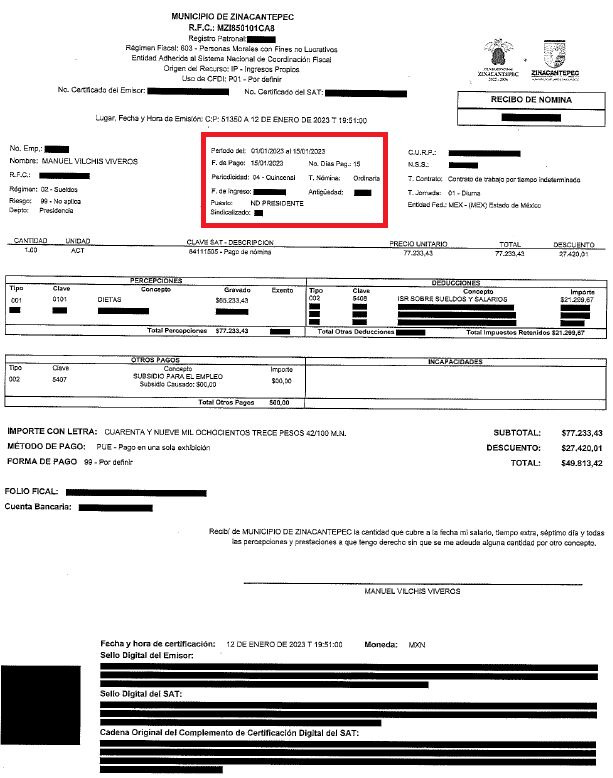 MUNICIPIO DE ZINACANTEPEC
R.F.C.: MZI850101CA8
Registro Patronal:
Régimen Fiscal: 603 - Personas Morales con Fines no Lucrativos
Entidad Adherida al Sistema Nacional de Coordinación Fiscal
Origen del Recurso: IP - Ingresos Propios
Uso de CFDI: P01 - Por definir
No. Certificado del Emisor: No. Certificado del SAT:
ZINACANTEPEC
2022 - 2024
ZINACANTEPEC
RECIBO DE NOMINA
Lugar, Fecha y Hora de Emisión: C:P: 51350 A 12 DE ENERO DE 2023 T 19:51:00
No. Emp.:
Nombre: MANUEL VILCHIS VIVEROS
R.F.C.:
Régimen: 02 - Sueldos
Riesgo: 99 - No aplica
Depto: Presidencia
Periodo del: 01/01/2023 al 15/01/2023
F. de Pago: 15/01/2023 No. Dias Pag.: 15
Periodicidad: 04 - Quincenal T. Nómina: Ordinaria
F. de Ingreso: Antigüedad:
Puesto: ND PRESIDENTE
Sindicalizado:
C.U.R.P.:
N.S.S.:
T. Contrato: Contrato de trabajo por tiempo indeterminado
T. Jornada: 01 - Diurna
Entidad Fed.: MEX - (MEX) Estado de México
CANTIDAD UNIDAD CLAVE SAT - DESCRIPCION PRECIO UNITARIO TOTAL DESCUENTO
1.00 ACT 84111505 - Pago de nómina 77.233,43 77.233,43 27.420,01
PERCEPCIONES DEDUCCIONES
Tipo Clave Concepto Gravado Exento Tipo Clave Concepto Importe
001 0101 DIETAS $65.233,43 002 5409 ISR SOBRE SUELDOS Y SALARIOS $21.299,67
Total Percepciones $77.233,43 Total Otras Deducciones Total Impuestos Retenidos $21.299,67
OTROS PAGOS INCAPACIDADES
Tipo Clave Concepto Importe
002 5407 SUBSIDIO PARA EL EMPLEO $00,00
Subsidio Causado: $00,00
Total Otros Pagos $00,00
IMPORTE CON LETRA: CUARENTA Y NUEVE MIL OCHOCIENTOS TRECE PESOS 42/100 M.N. SUBTOTAL: $77.233,43
MÉTODO DE PAGO: PUE - Pago en una sola exhibición DESCUENTO: $27.420,01
FORMA DE PAGO 99 - Por definir TOTAL: $49.813,42
FOLIO FICAL:
Cuenta Bancaria:
Recibí de MUNICIPIO DE ZINACANTEPEC la cantidad que cubre a la fecha mi salario, tiempo extra, séptimo día y todas
las percepciones y prestaciones a que tengo derecho sin que se me adeude alguna cantidad por otro concepto.
MANUEL VILCHIS VIVEROS
Fecha y hora de certificación: 12 DE ENERO DE 2023 T 19:51:00 Moneda: MXN
Sello Digital del Emisor:
Sello Digital del SAT:
Cadena Original del Complemento de Certificación Digital del SAT: